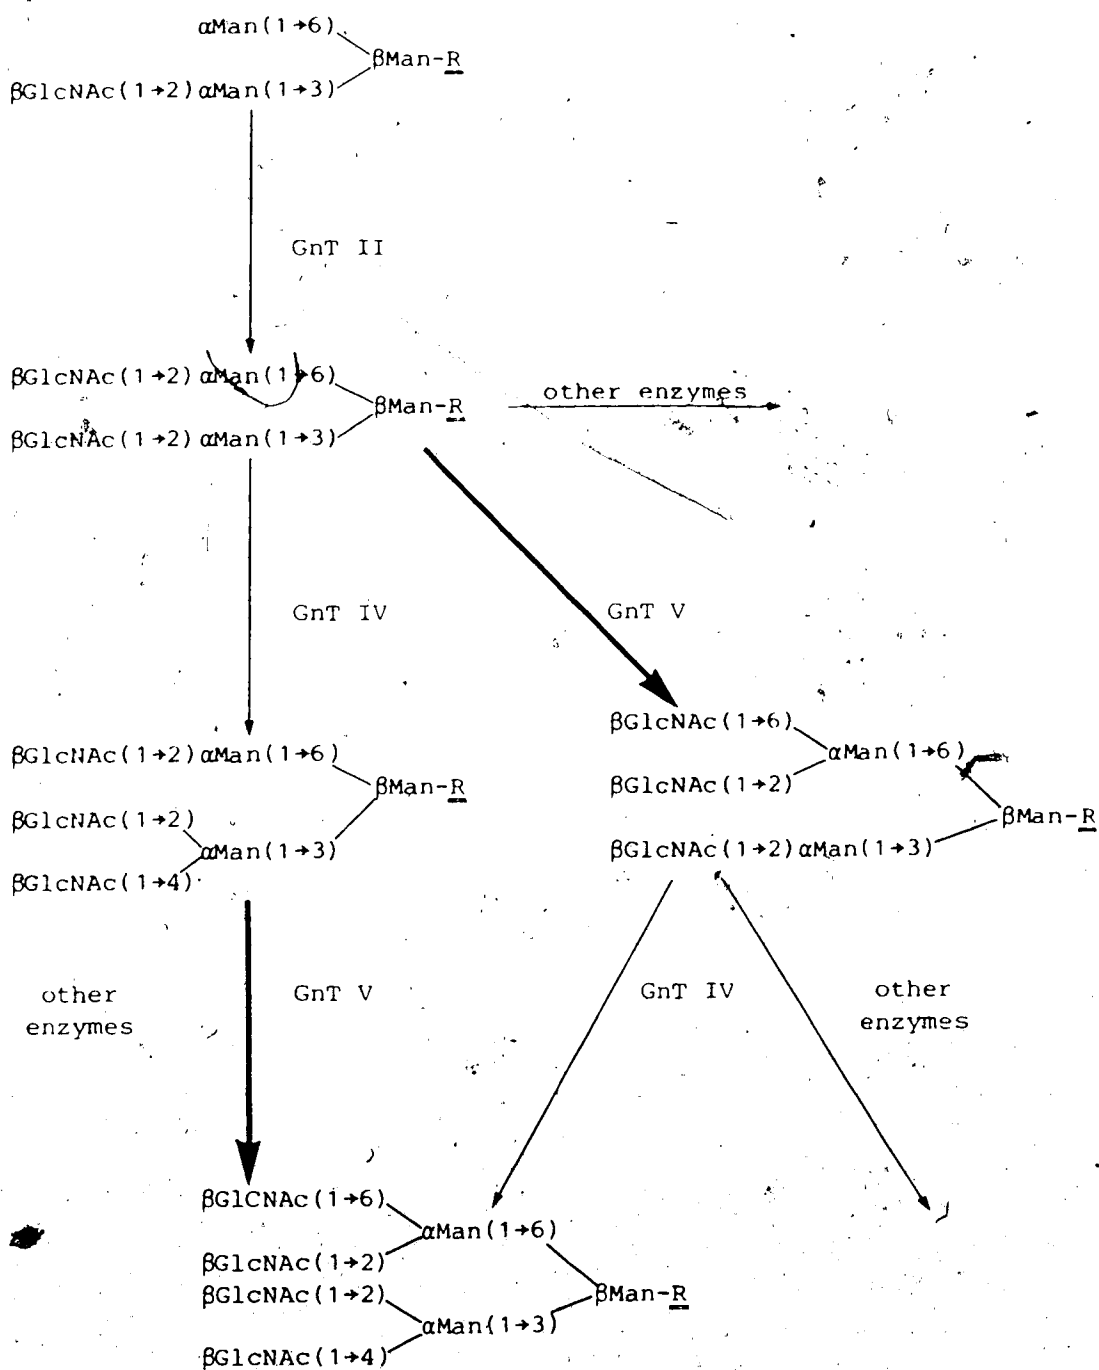 αMan(1→6)
βMan-R
βGlcNAc(1→2)αMan(1→3)
GnT II
βGlcNAc(1→2)αMan(1→6)
βMan-R
βGlcNAc(1→2)αMan(1→3)
other enzymes
GnT IV
GnT V
βGlcNAc(1→2)αMan(1→6)
βMan-R
βGlcNAc(1→2)
αMan(1→3)
βGlcNAc(1→4)
βGlcNAc(1→6)
αMan(1→6)
βGlcNAc(1→2)
βMan-R
βGlcNAc(1→2)αMan(1→3)
other
enzymes
GnT V
GnT IV
other
enzymes
βGlCNAc(1→6)
αMan(1→6)
βGlcNAc(1→2)
βGlcNAc(1→2)
βMan-R
αMan(1→3)
βGlcNAc(1→4)